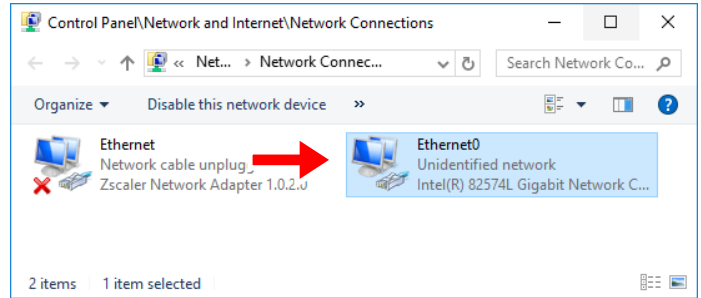 Control Panel\Network and Internet\Network Connections
« Net... > Network Connec...
Search Network Co...
Organize
Disable this network device
»
Ethernet
Network cable
Zscaler Network Adapter 1.0.2.0
Ethernet0
Unidentified network
Intel(R) 82574L Gigabit Network C...
2 items
1 item selected